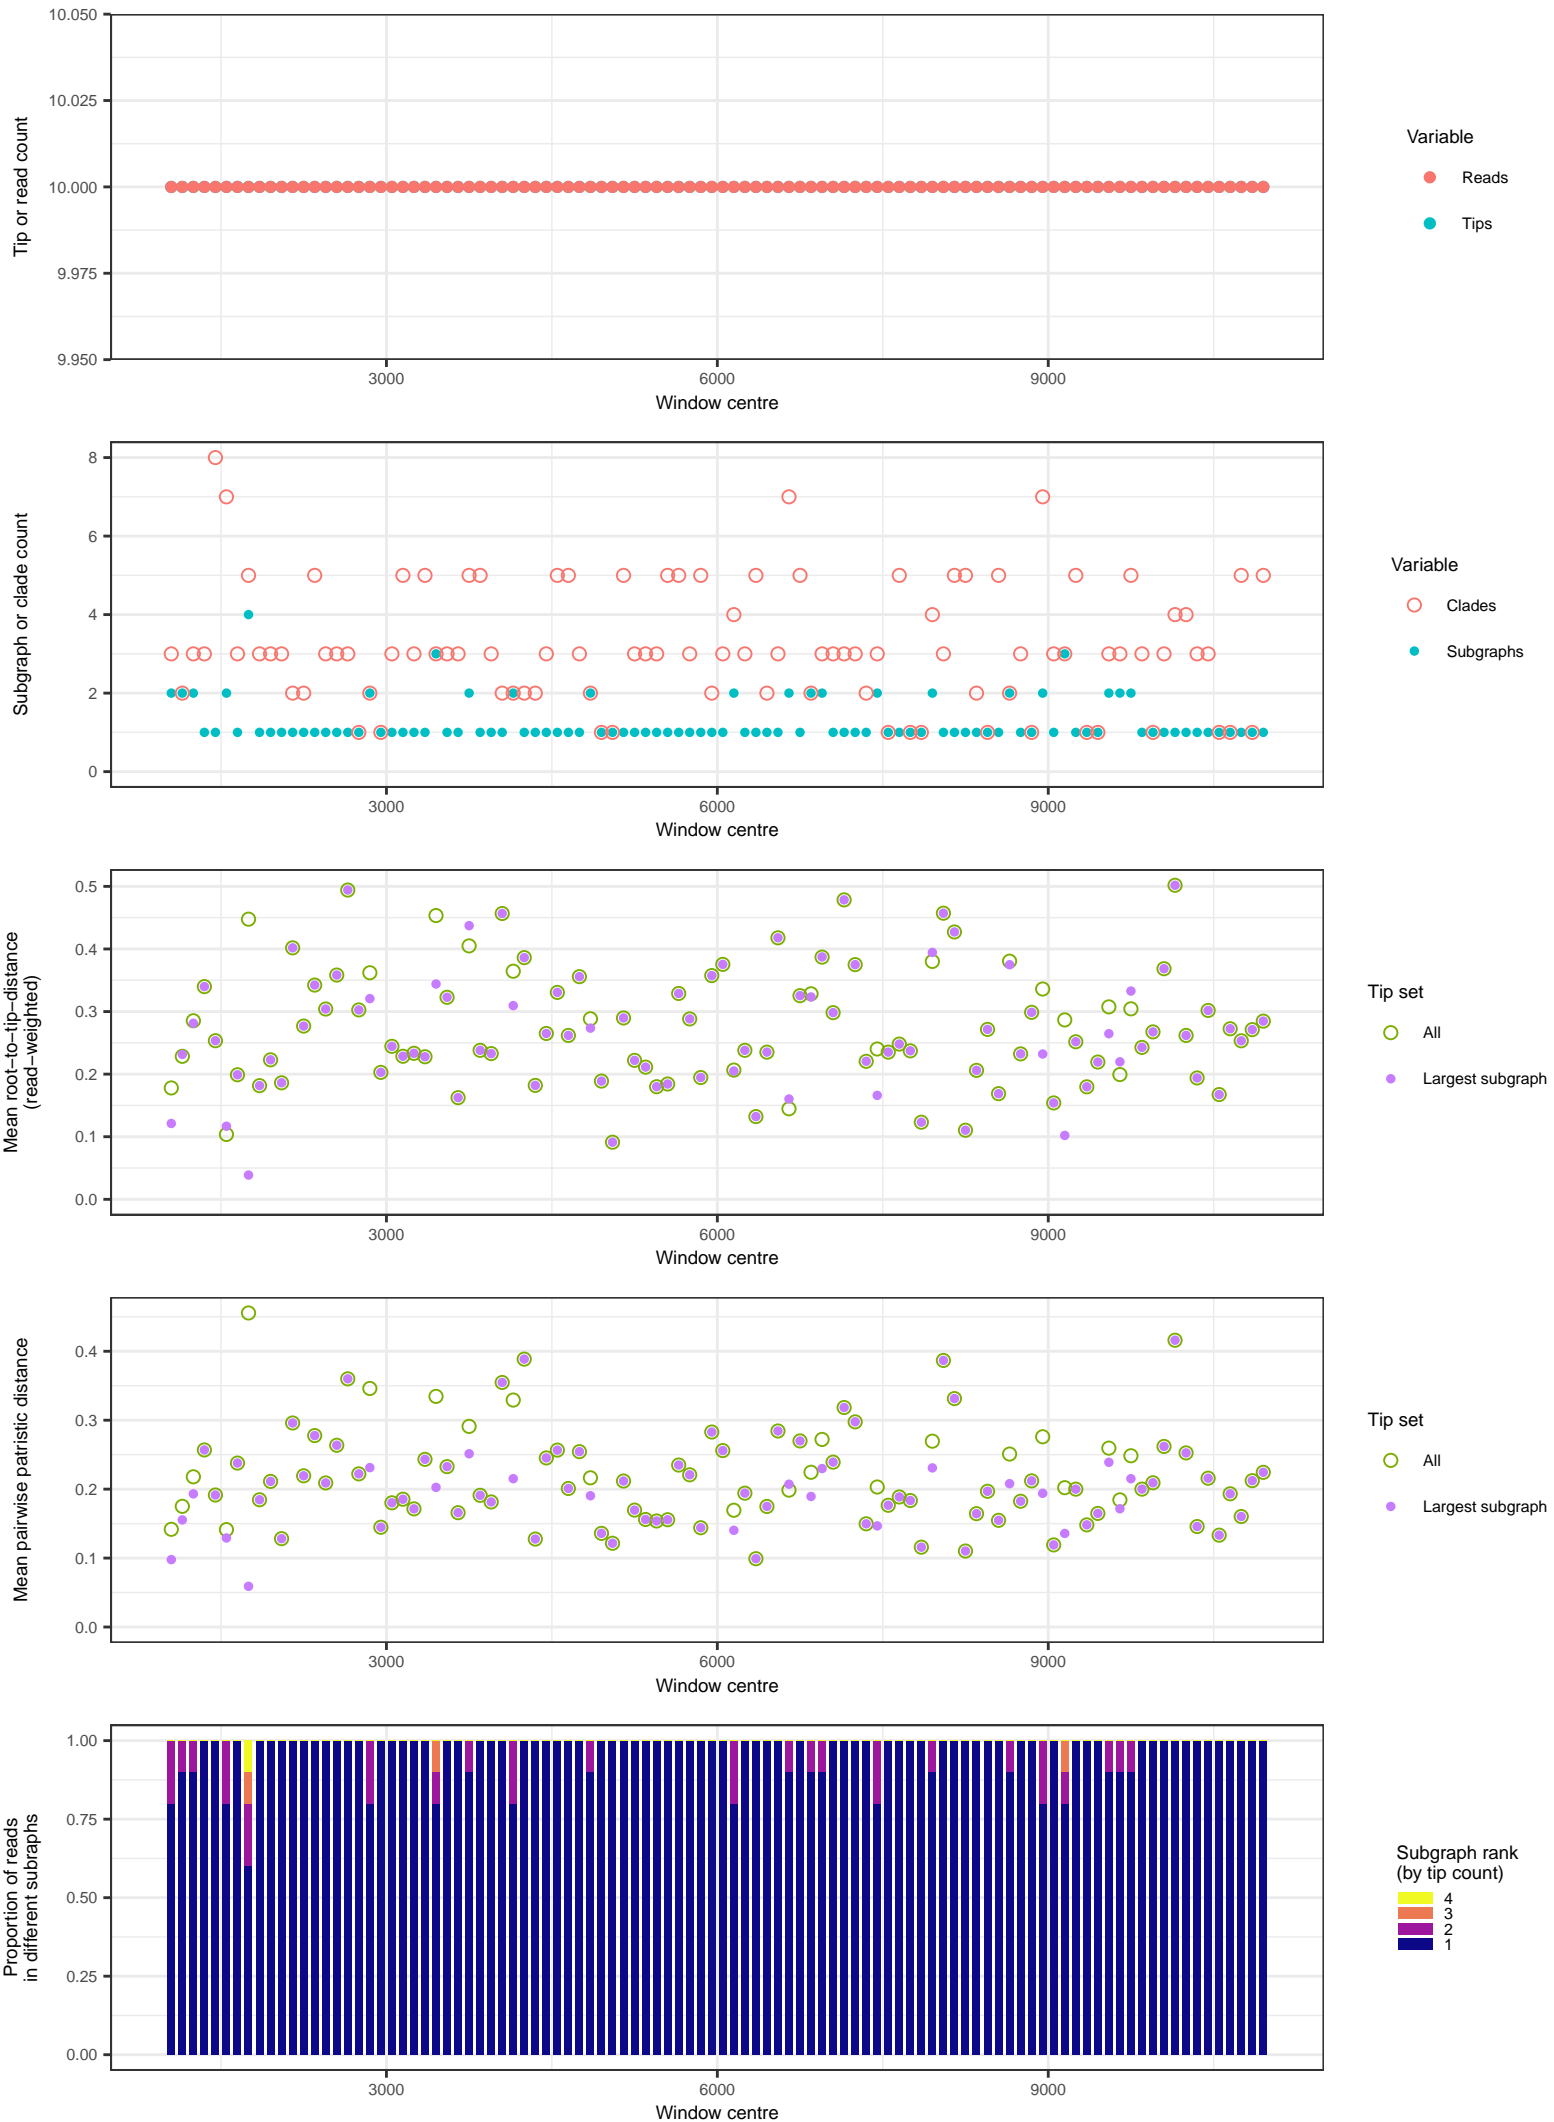 10.050
10.025
10.000
9.975
9.950
Tip or read count
3000
6000
9000
Window centre
Variable
Reads
Tips
8
6
4
2
0
Subgraph or clade count
3000
6000
9000
Window centre
Variable
Clades
Subgraphs
0.5
0.4
0.3
0.2
0.1
0.0
Mean root−to−tip−distance
(read−weighted)
3000
6000
9000
Window centre
Tip set
All
Largest subgraph
0.4
0.3
0.2
0.1
0.0
Mean pairwise patristic distance
3000
6000
9000
Window centre
Tip set
All
Largest subgraph
1.00
0.75
0.50
0.25
0.00
Proportion of reads
in different subraphs
3000
6000
9000
Window centre
Subgraph rank
(by tip count)
4
3
2
1